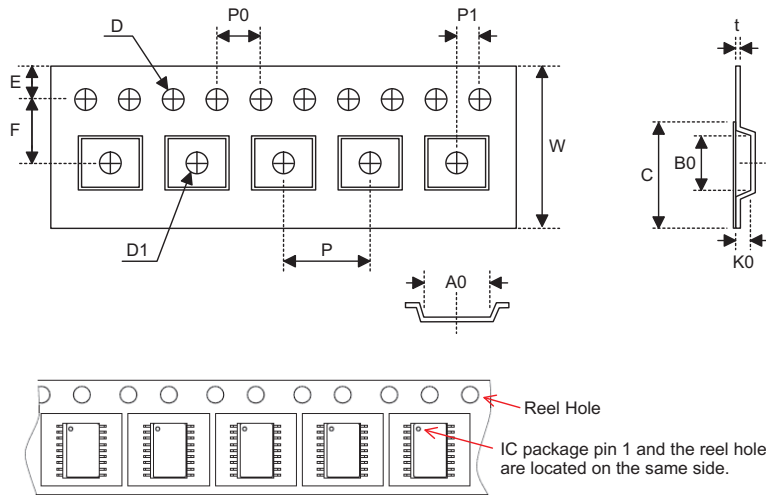 D
P0
P1
t
E
F
W
C
B0
D1
P
K0
A0
Reel Hole
IC package pin 1 and the reel hole
are located on the same side.